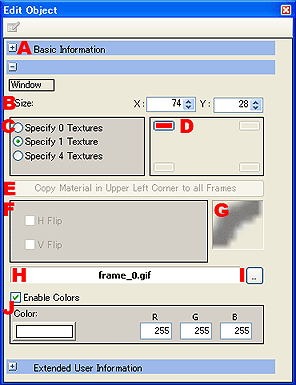 Edit Object
A Basic Information
Window
B Size: X: 74 Y: 28
C Specify 0 Textures D
Specify 1 Texture
Specify 4 Textures
E Copy Material in Upper Left Corner to all Frames
F H Flip G
V Flip
H frame_0.gif I ..
J Enable Colors
Color: R G B
255 255 255
Extended User Information